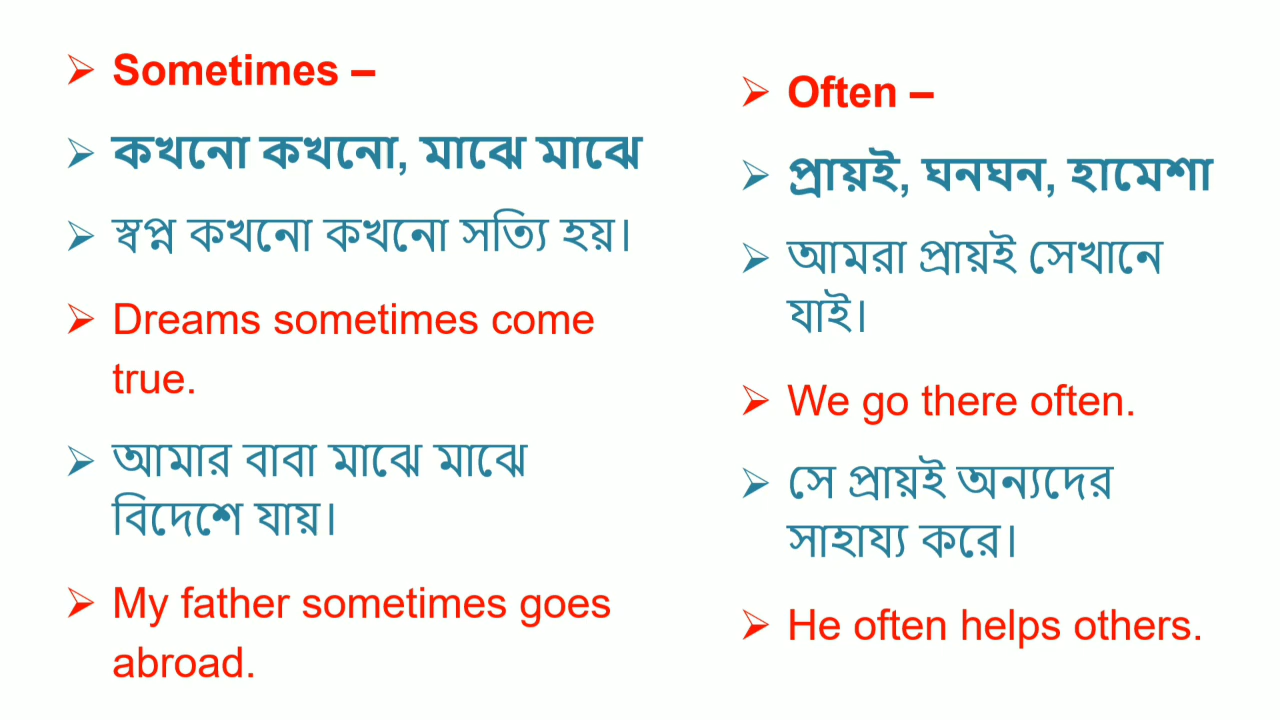 Sometimes –
কখনো কখনো, মাঝে মাঝে
স্বপ্ন কখনো কখনো সত্যি হয়।
Dreams sometimes come
true.
আমার বাবা মাঝে মাঝে
বিদেশে যায়।
My father sometimes goes
abroad.
Often –
প্রায়ই, ঘনঘন, হামেশা
আমরা প্রায়ই সেখানে
যাই।
We go there often.
সে প্রায়ই অন্যদের
সাহায্য করে।
He often helps others.